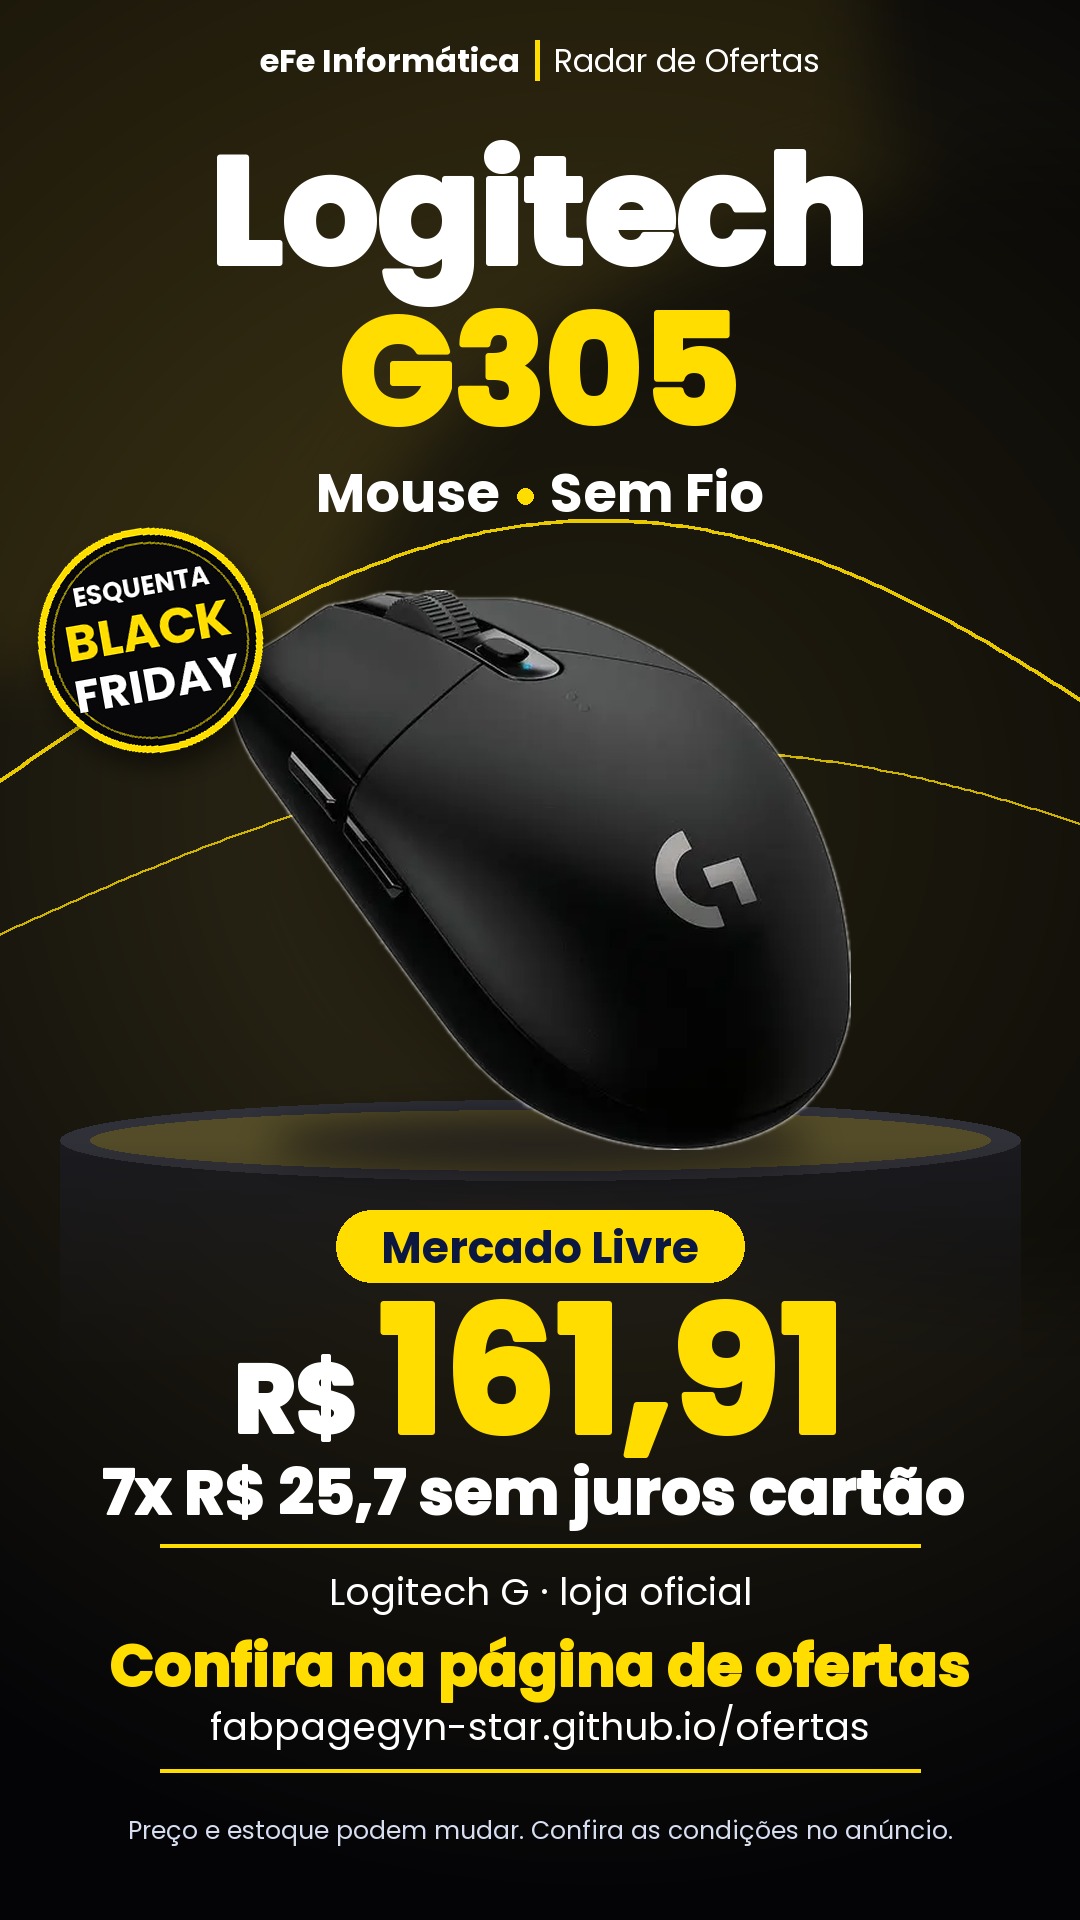 eFe Informática | Radar de Ofertas
Logitech
G305
Mouse • Sem Fio
ESQUENTA
BLACK
FRIDAY
Mercado Livre
R$ 161,91
7x R$ 25,7 sem juros cartão
Logitech G · loja oficial
Confira na página de ofertas
fabpagegyn-star.github.io/ofertas
Preço e estoque podem mudar. Confira as condições no anúncio.